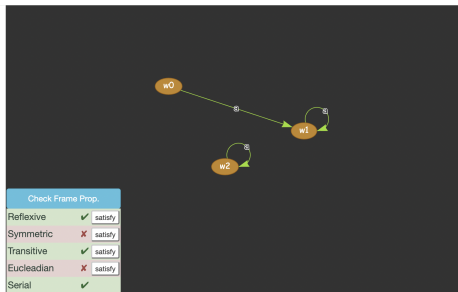 w0
w1
w2
Check Frame Prop.
Reflexive ✔ satisfy
Symmetric ✘ satisfy
Transitive ✔ satisfy
Eucleadian ✘ satisfy
Serial ✔